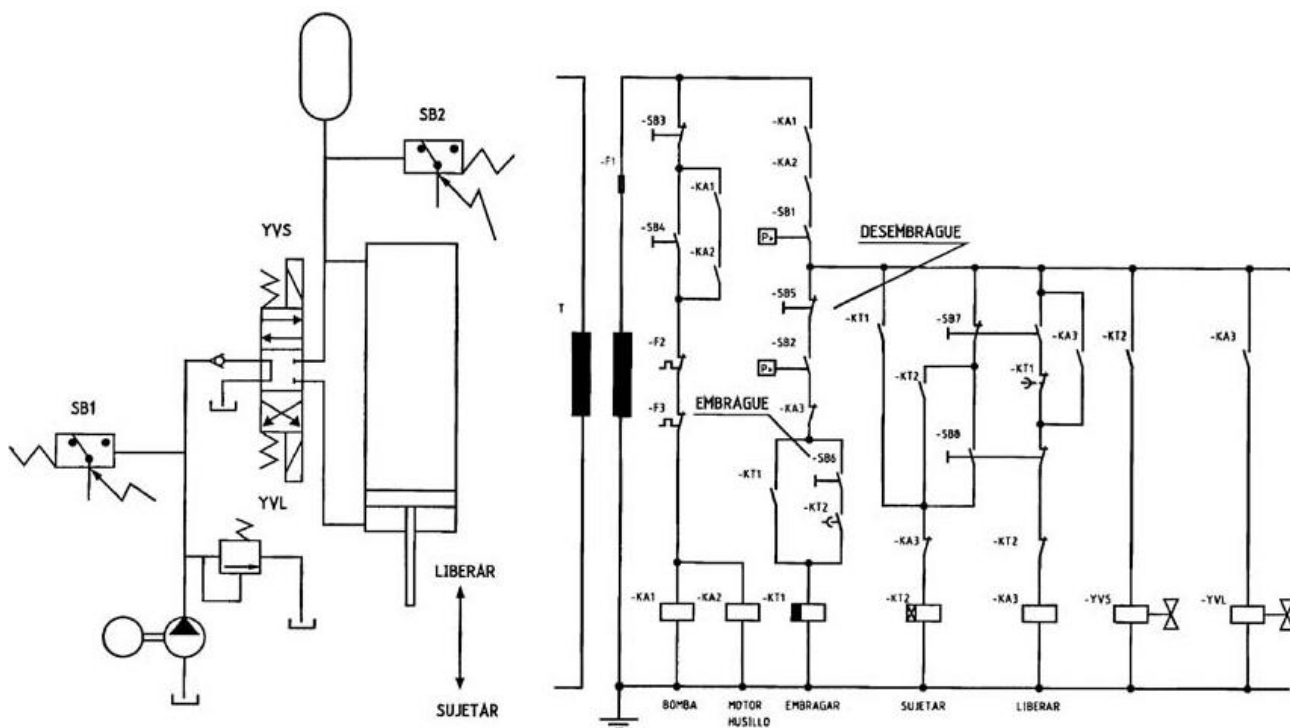 SB2
YVS
SB1
YVL
LIBERAR
SUJETAR
T
-F1
-SB3
-KA1
-SB4
-KA2
-F2
-F3
-KA1
-KA2
-KA1
-KA2
-SB1
P>
DESEMBRAGUE
-SB5
-SB2
P>
EMBRAGUE
-KA3
-SB6
-KT1
-KT2
-KT1
-KT1
-SB7
-KT2
-SB8
-KA3
-KT2
-KA3
-KT1
-KT2
-KA3
-KT2
-YVS
-KA3
-YVL
BOMBA
MOTOR
HUSILLO
EMBRAGAR
SUJETAR
LIBERAR